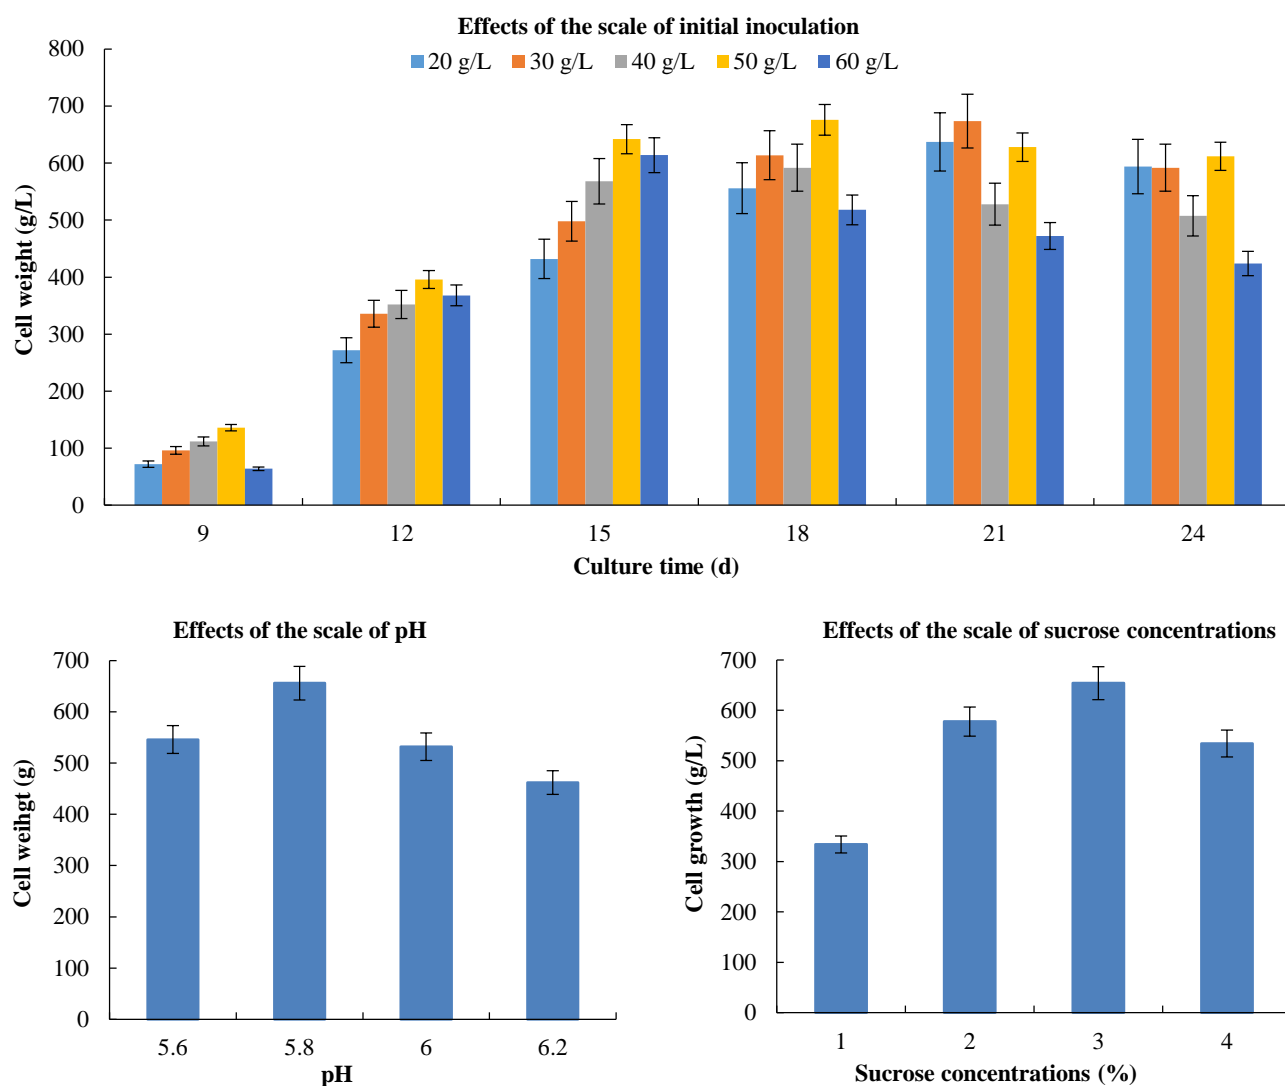 Effects of the scale of initial inoculation
20 g/L 30 g/L 40 g/L 50 g/L 60 g/L
800
700
600
500
400
300
200
100
0
Cell weight (g/L)
9 12 15 18 21 24
Culture time (d)
Effects of the scale of pH
700
600
500
400
300
200
100
0
Cell weihgt (g)
5.6 5.8 6 6.2
pH
Effects of the scale of sucrose concentrations
700
600
500
400
300
200
100
0
Cell growth (g/L)
1 2 3 4
Sucrose concentrations (%)